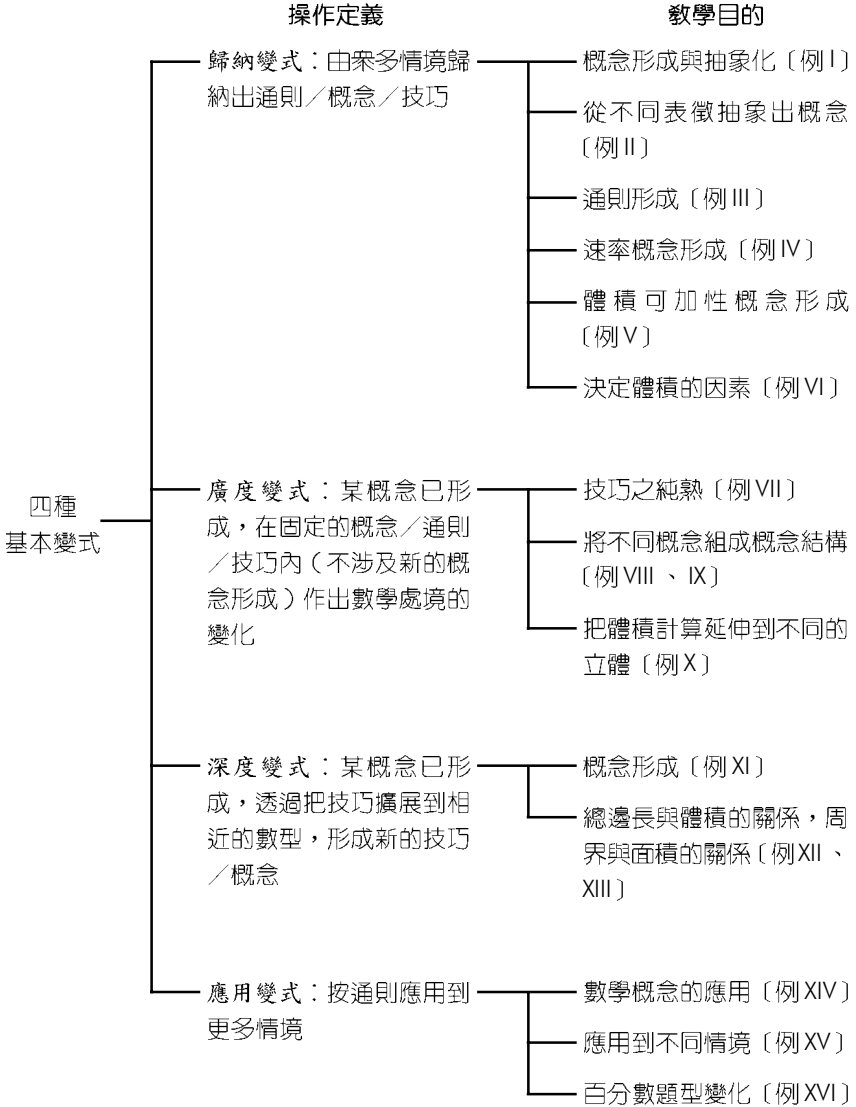 操作定義
教學目的
四種
基本變式
歸納變式：由眾多情境歸
納出通則／概念／技巧
概念形成與抽象化〔例 I〕
從不同表徵抽象出概念
〔例 II〕
通則形成〔例 III〕
速率概念形成〔例 IV〕
體積可加性概念形成
〔例 V〕
決定體積的因素〔例 VI〕
廣度變式：某概念已形
成，在固定的概念／通則
／技巧內（不涉及新的概
念形成）作出數學處境的
變化
技巧之純熟〔例 VII〕
將不同概念組成概念結構
〔例 VIII、IX〕
把體積計算延伸到不同的
立體〔例 X〕
深度變式：某概念已形
成，透過把技巧擴展到相
近的數型，形成新的技巧
／概念
概念形成〔例 XI〕
總邊長與體積的關係，周
界與面積的關係〔例 XII、
XIII〕
應用變式：按通則應用到
更多情境
數學概念的應用〔例 XIV〕
應用到不同情境〔例 XV〕
百分數題型變化〔例 XVI〕